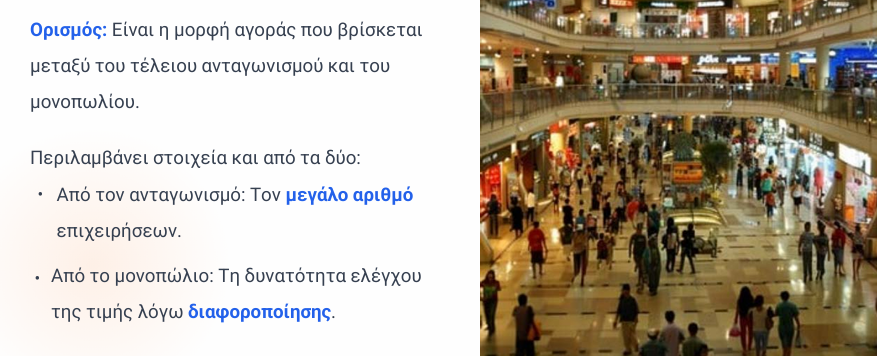 Ορισμός: Είναι η μορφή αγοράς που βρίσκεται
μεταξύ του τέλειου ανταγωνισμού και του
μονοπωλίου.
Περιλαμβάνει στοιχεία και από τα δύο:
• Από τον ανταγωνισμό: Τον μεγάλο αριθμό
επιχειρήσεων.
• Από το μονοπώλιο: Τη δυνατότητα ελέγχου
της τιμής λόγω διαφοροποίησης.